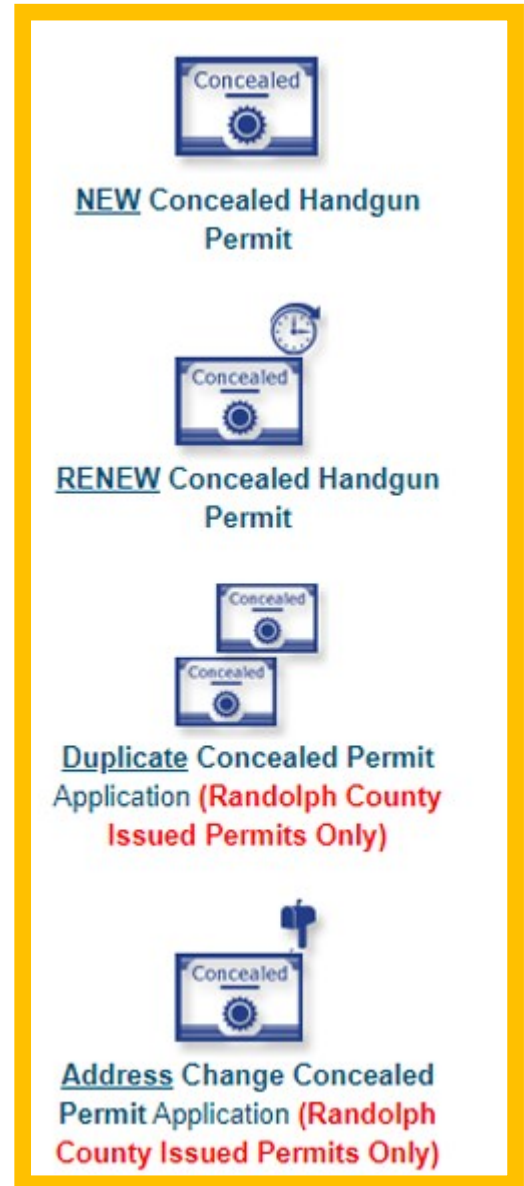 Concealed
NEW Concealed Handgun
Permit
Concealed
RENEW Concealed Handgun
Permit
Concealed
Concealed
Duplicate Concealed Permit
Application (Randolph County
Issued Permits Only)
Concealed
Address Change Concealed
Permit Application (Randolph
County Issued Permits Only)